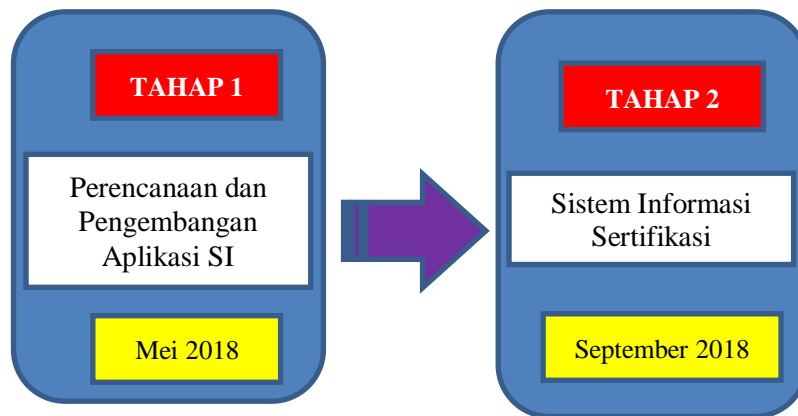 TAHAP 1
Perencanaan dan
Pengembangan
Aplikasi SI
Mei 2018
TAHAP 2
Sistem Informasi
Sertifikasi
September 2018